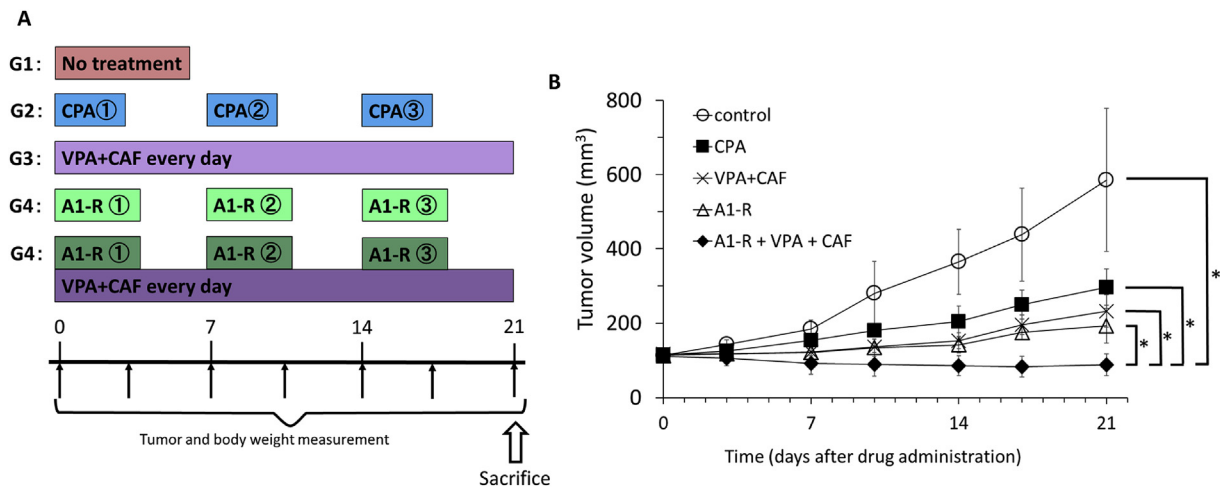 A
G1: No treatment
G2: CPA① CPA② CPA③
G3: VPA+CAF every day
G4: A1-R ① A1-R ② A1-R ③
G4: A1-R ① A1-R ② A1-R ③
VPA+CAF every day
0 7 14 21
Tumor and body weight measurement
Sacrifice
B
Tumor volume (mm³)
800
600
400
200
0
control
CPA
VPA+CAF
A1-R
A1-R + VPA + CAF
*
*
*
*
0 7 14 21
Time (days after drug administration)